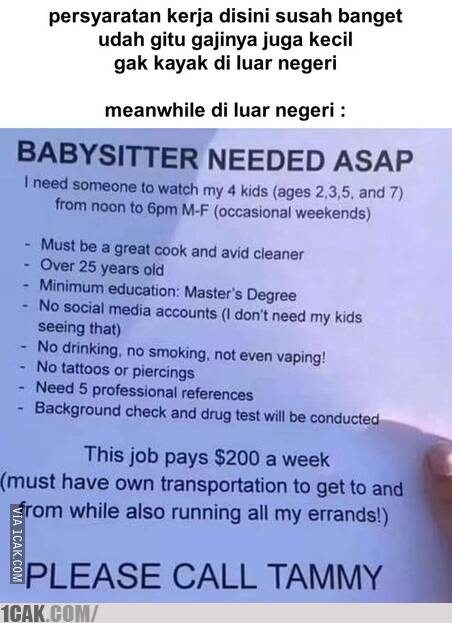 persyaratan kerja disini susah banget
udah gitu gajinya juga kecil
gak kayak di luar negeri
meanwhile di luar negeri :
BABYSITTER NEEDED ASAP
I need someone to watch my 4 kids (ages 2,3,5, and 7)
from noon to 6pm M-F (occasional weekends)
- Must be a great cook and avid cleaner
- Over 25 years old
- Minimum education: Master's Degree
- No social media accounts (I don't need my kids
seeing that)
- No drinking, no smoking, not even vaping!
- No tattoos or piercings
- Need 5 professional references
- Background check and drug test will be conducted
This job pays $200 a week
(must have own transportation to get to and
from while also running all my errands!)
PLEASE CALL TAMMY
VIA 1CAK.COM
1CAK.COM/